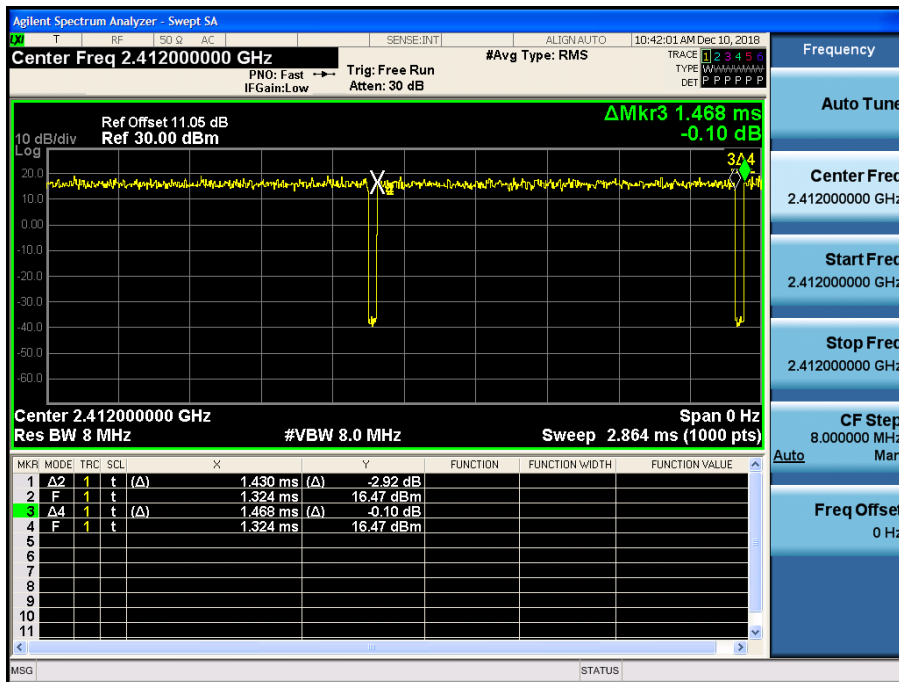 Agilent Spectrum Analyzer - Swept SA
LXI T RF 50 Ω AC SENSE:INT ALIGN AUTO 10:42:01 AM Dec 10, 2018
Center Freq 2.412000000 GHz
#Avg Type: RMS
TRACE 1 2 3 4 5 6
TYPE WWWWWW
DET P P P P P P
PNO: Fast
IFGain:Low
Trig: Free Run
Atten: 30 dB
Frequency
ΔMkr3 1.468 ms
-0.10 dB
Ref Offset 11.05 dB
10 dB/div Ref 30.00 dBm
Log
3Δ4
20.0
10.0
0.00
-10.0
-20.0
-30.0
-40.0
-50.0
-60.0
X
Center 2.412000000 GHz Span 0 Hz
Res BW 8 MHz #VBW 8.0 MHz Sweep 2.864 ms (1000 pts)
MKR MODE TRC SCL X Y FUNCTION FUNCTION WIDTH FUNCTION VALUE
1 Δ2 1 t (Δ) 1.430 ms (Δ) -2.92 dB
2 F 1 t 1.324 ms 16.47 dBm
3 Δ4 1 t (Δ) 1.468 ms (Δ) -0.10 dB
4 F 1 t 1.324 ms 16.47 dBm
5
6
7
8
9
10
11
MSG STATUS
Auto Tune
Center Freq
2.412000000 GHz
Start Freq
2.412000000 GHz
Stop Freq
2.412000000 GHz
CF Step
8.000000 MHz
Auto Man
Freq Offset
0 Hz